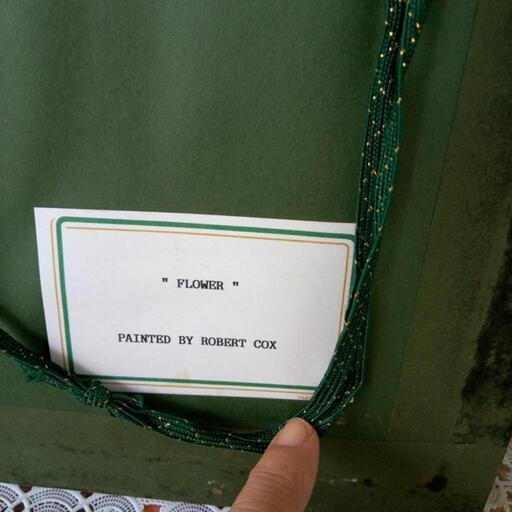 " FLOWER "
PAINTED BY ROBERT COX